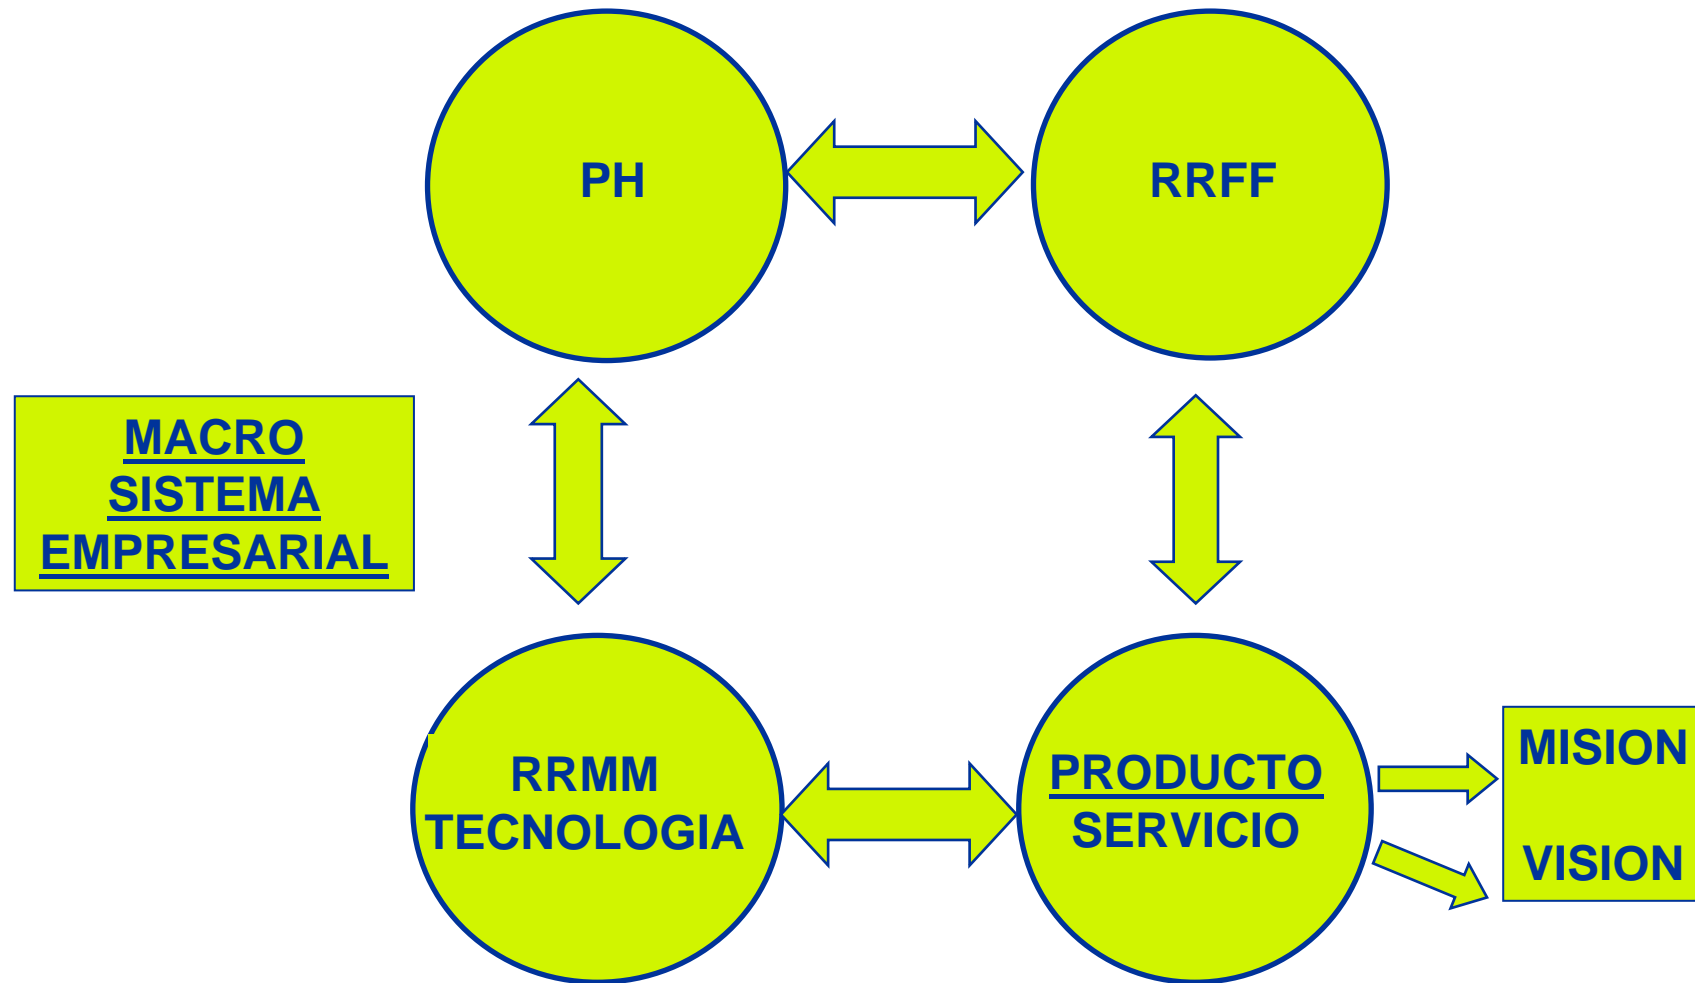 PH
RRFF
MACRO
SISTEMA
EMPRESARIAL
RRMM
TECNOLOGIA
PRODUCTO
SERVICIO
MISION
VISION